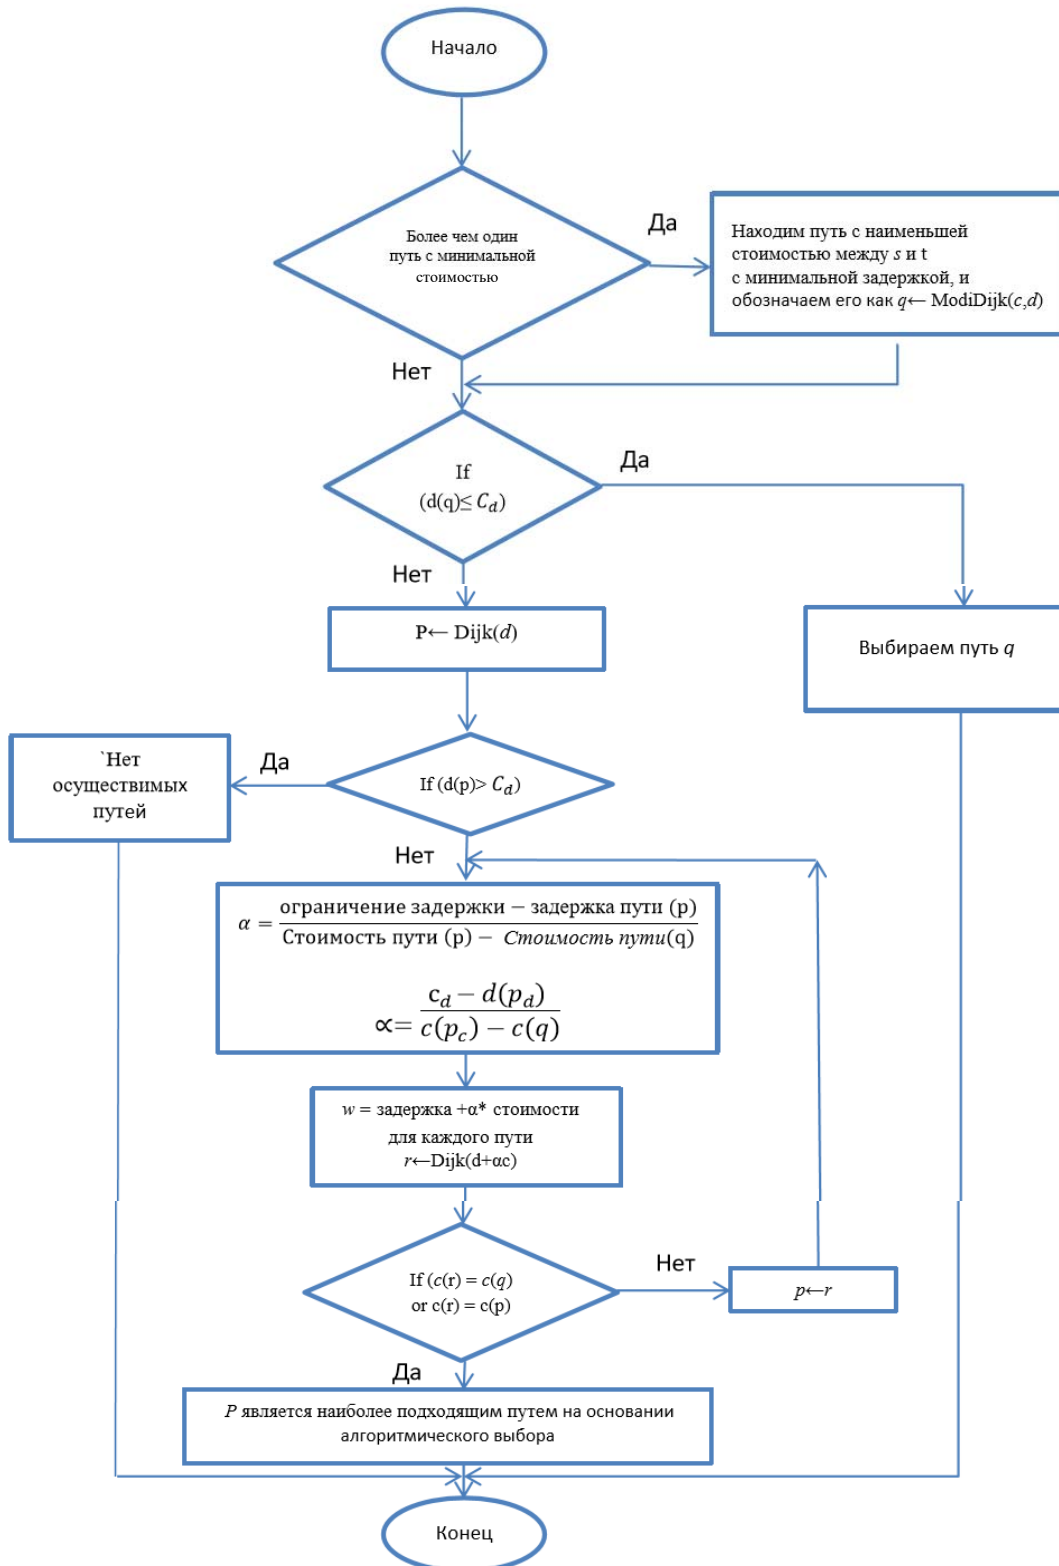 Начало
Более чем один
путь с минимальной
стоимостью
Да
Находим путь с наименьшей
стоимостью между s и t
с минимальной задержкой, и
обозначаем его как q← ModiDijk(c,d)
Нет
If
(d(q)≤ C_d)
Да
Нет
P← Dijk(d)
Выбираем путь q
`Нет
осуществимых
путей
Да
If (d(p)> C_d)
Нет
α = (ограничение задержки − задержка пути (p)) / (Стоимость пути (p) − Стоимость пути(q))
∝= (c_d − d(p_d)) / (c(p_c) − c(q))
w = задержка +α* стоимости
для каждого пути
r←Dijk(d+αc)
If (c(r) = c(q)
or c(r) = c(p)
Нет
p←r
Да
P является наиболее подходящим путем на основании
алгоритмического выбора
Конец